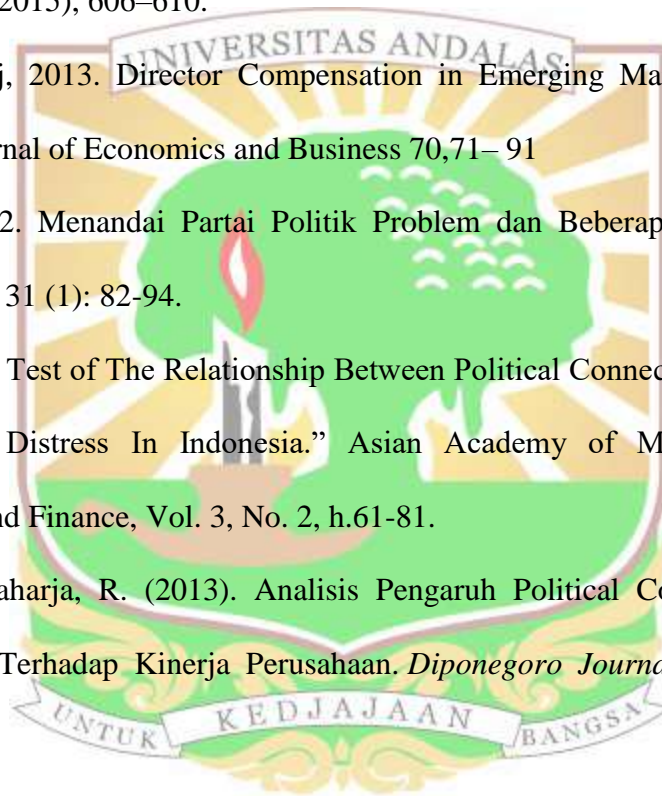 2015), 606–610.
UNIVERSITAS ANDALAS
j, 2013. Director Compensation in Emerging Ma
rnal of Economics and Business 70,71– 91
2. Menandai Partai Politik Problem dan Beberap
31 (1): 82-94.
Test of The Relationship Between Political Connec
Distress In Indonesia.” Asian Academy of M
nd Finance, Vol. 3, No. 2, h.61-81.
aharja, R. (2013). Analisis Pengaruh Political Co
Terhadap Kinerja Perusahaan. Diponegoro Journa
UNTUK KEDJAJAAN BANGSA